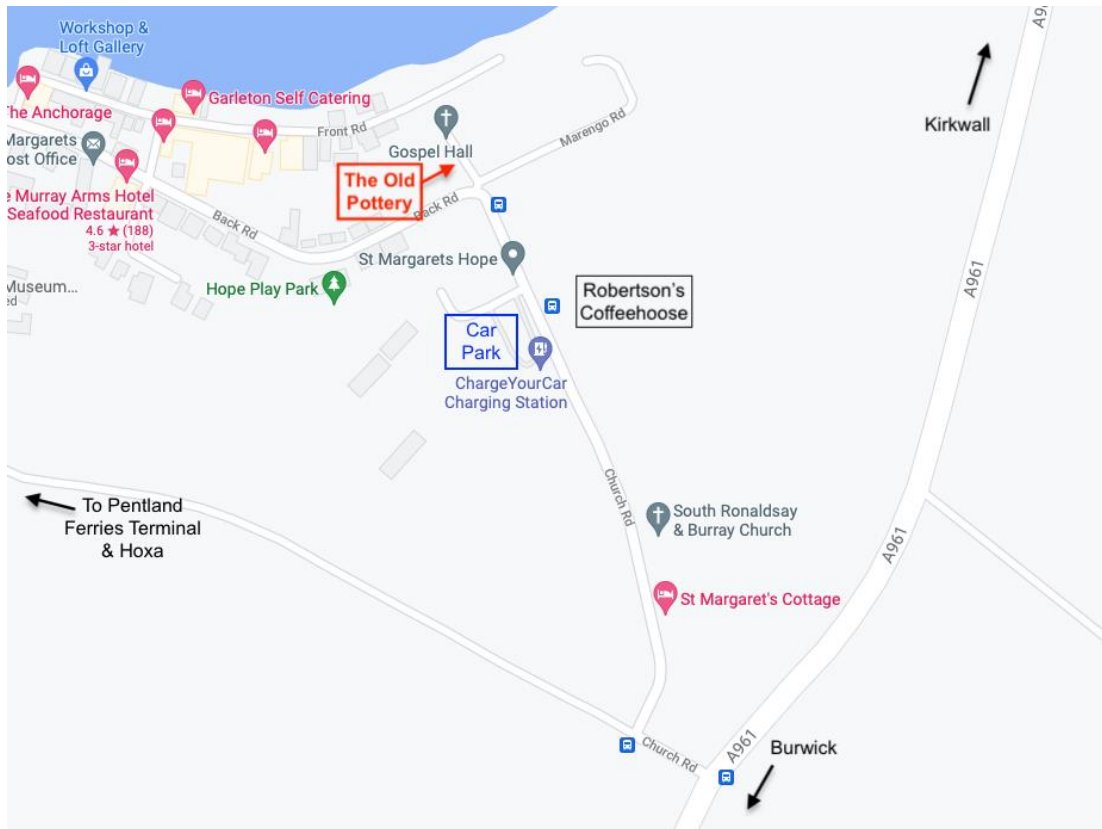 Workshop &
Loft Gallery
Garleton Self Catering
The Anchorage
Front Rd
Marengo Rd
A9
Kirkwall
Margarets
ost Office
Gospel Hall
The Old
Pottery
e Murray Arms Hotel
Seafood Restaurant
4.6 ★ (188)
3-star hotel
Back Rd
Back Rd
St Margarets Hope
Museum...
ed
Hope Play Park
Robertson's
Coffeehoose
A961
Car
Park
ChargeYourCar
Charging Station
Church Rd
To Pentland
Ferries Terminal
& Hoxa
South Ronaldsay
& Burray Church
A961
St Margaret's Cottage
Church Rd
A961
Burwick